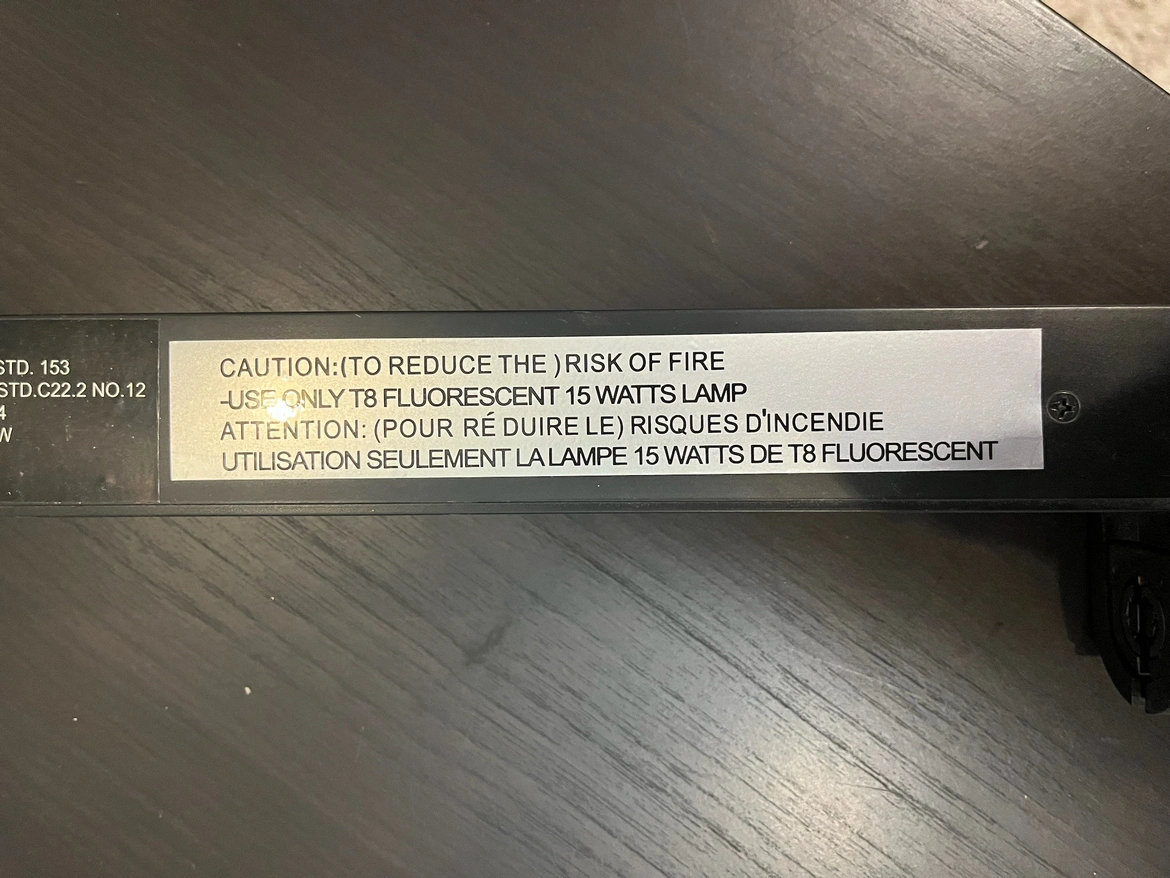 STD. 153
STD.C22.2 NO.12
4
W
CAUTION:(TO REDUCE THE )RISK OF FIRE
-USE ONLY T8 FLUORESCENT 15 WATTS LAMP
ATTENTION: (POUR RÉ DUIRE LE) RISQUES D'INCENDIE
UTILISATION SEULEMENT LA LAMPE 15 WATTS DE T8 FLUORESCENT